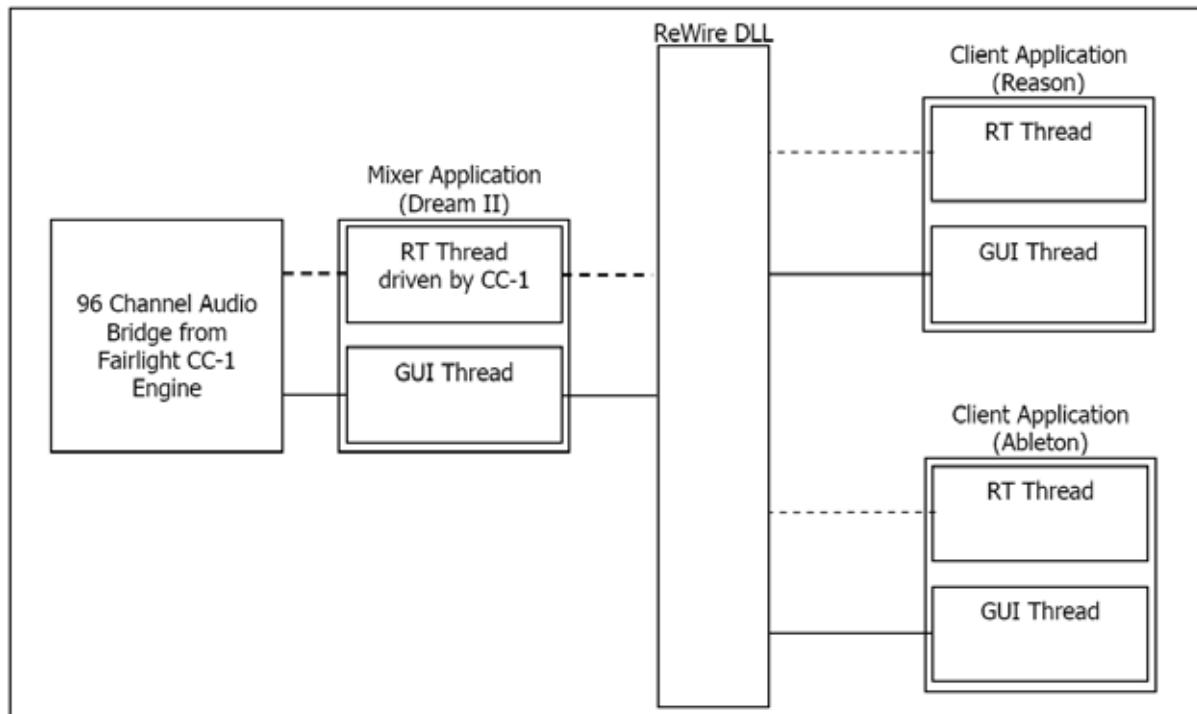 ReWire DLL
Client Application
(Reason)
RT Thread
GUI Thread
Mixer Application
(Dream II)
RT Thread
driven by CC-1
GUI Thread
96 Channel Audio
Bridge from
Fairlight CC-1
Engine
Client Application
(Ableton)
RT Thread
GUI Thread